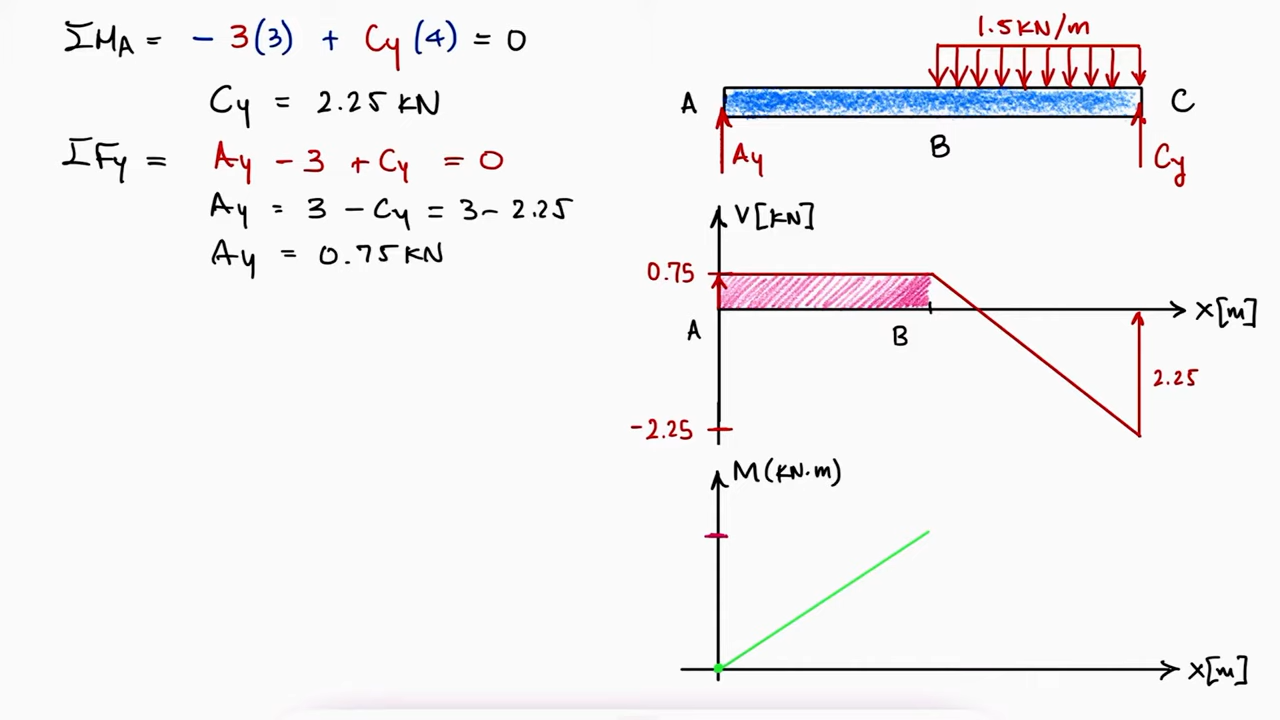 ΣMA = - 3(3) + Cy(4) = 0
Cy = 2.25 KN
ΣFy = Ay - 3 + Cy = 0
Ay = 3 - Cy = 3 - 2.25
Ay = 0.75 KN
1.5 KN/m
A
C
B
Ay
Cy
V[KN]
0.75
X[m]
A
B
2.25
-2.25
M(KN·m)
X[m]